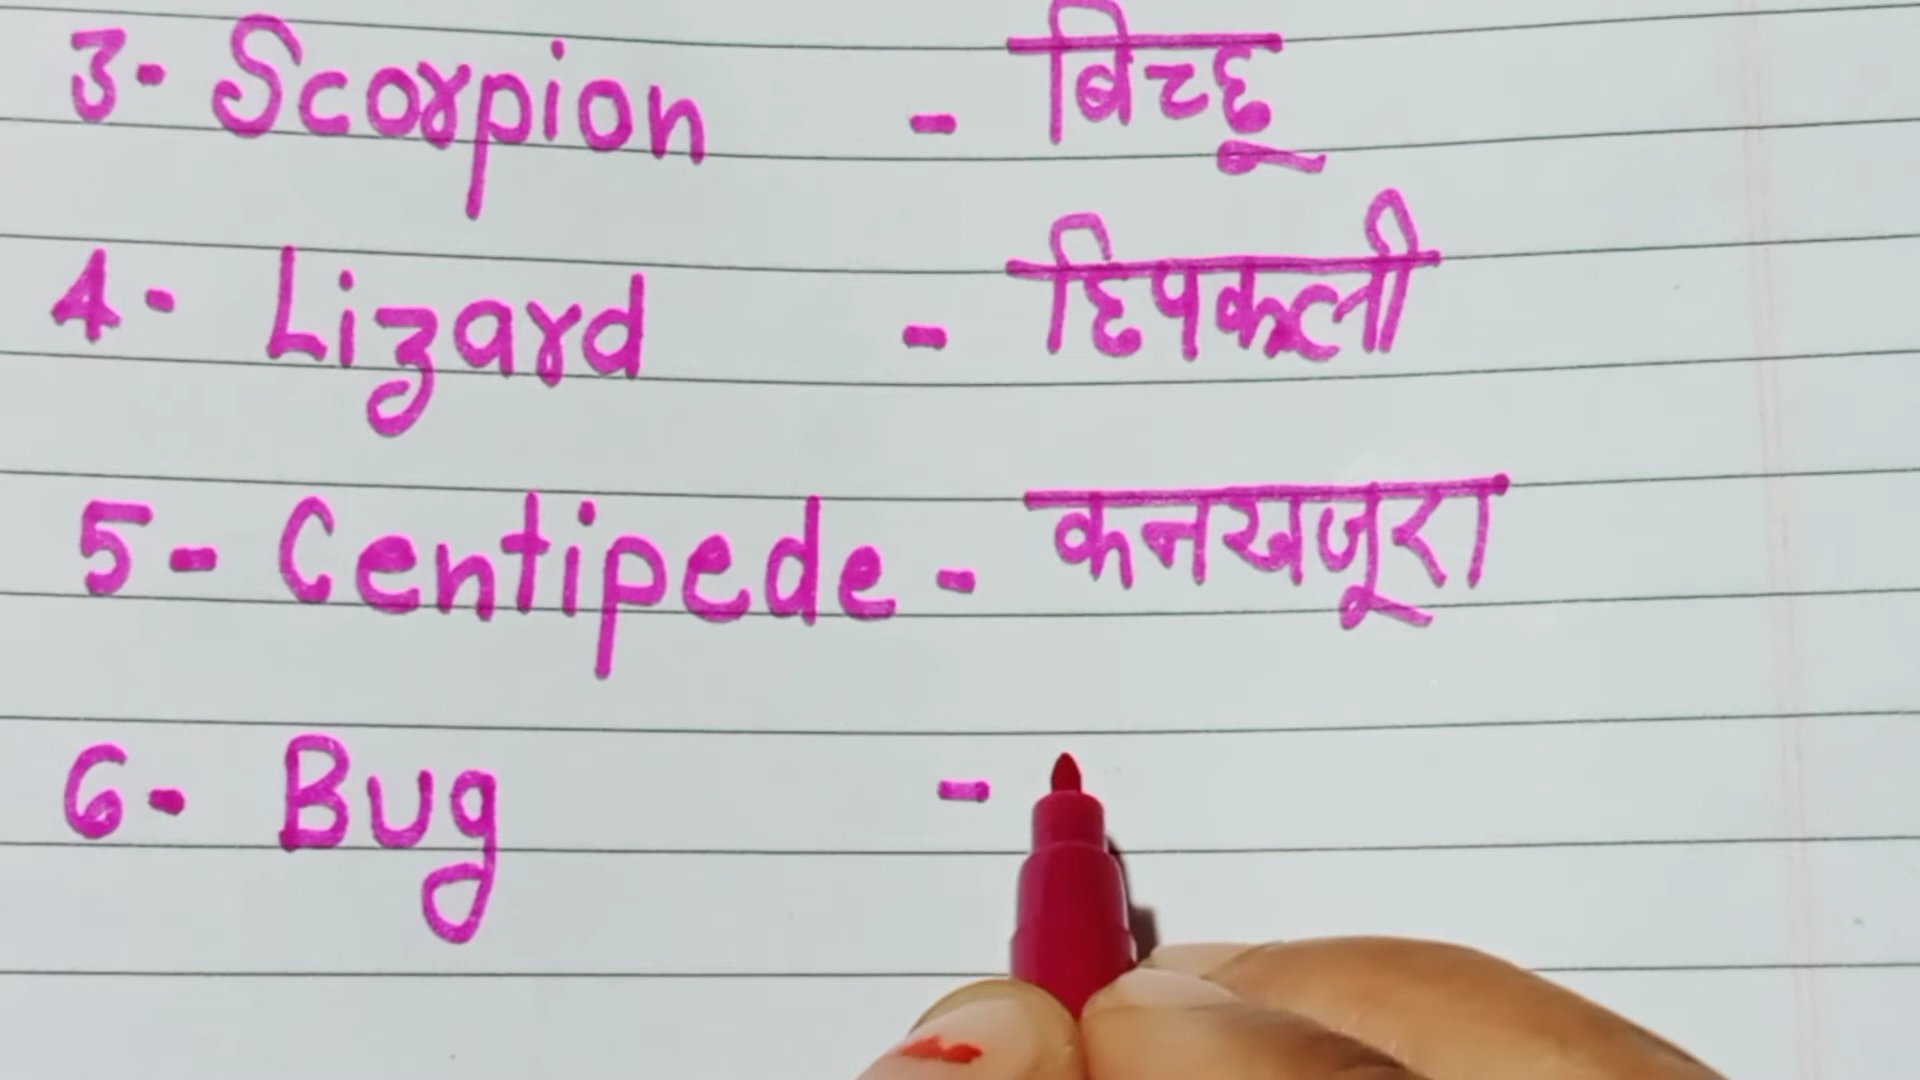 3- Scorpion - बिच्छू
4- Lizard - छिपकली
5- Centipede - कनखजूरा
6- Bug -